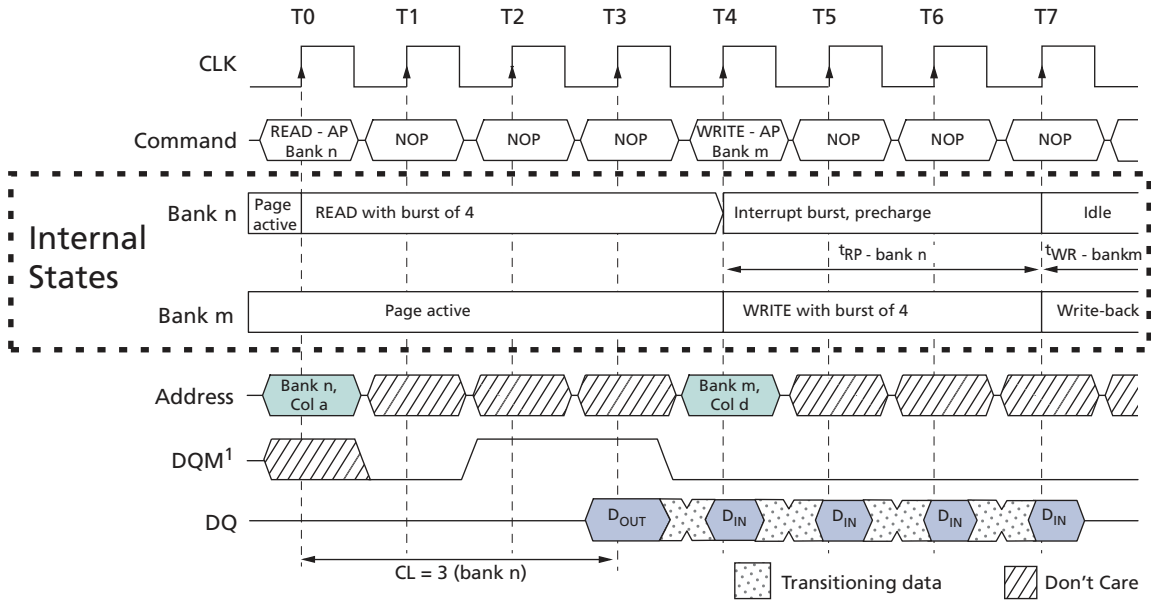 T0 T1 T2 T3 T4 T5 T6 T7
CLK
Command READ - AP Bank n NOP NOP NOP WRITE - AP Bank m NOP NOP NOP
Internal States
Bank n Page active READ with burst of 4 Interrupt burst, precharge Idle
tRP - bank n tWR - bankm
Bank m Page active WRITE with burst of 4 Write-back
Address Bank n, Col a Bank m, Col d
DQM1
DQ DOUT DIN DIN DIN DIN
CL = 3 (bank n)
Transitioning data Don't Care